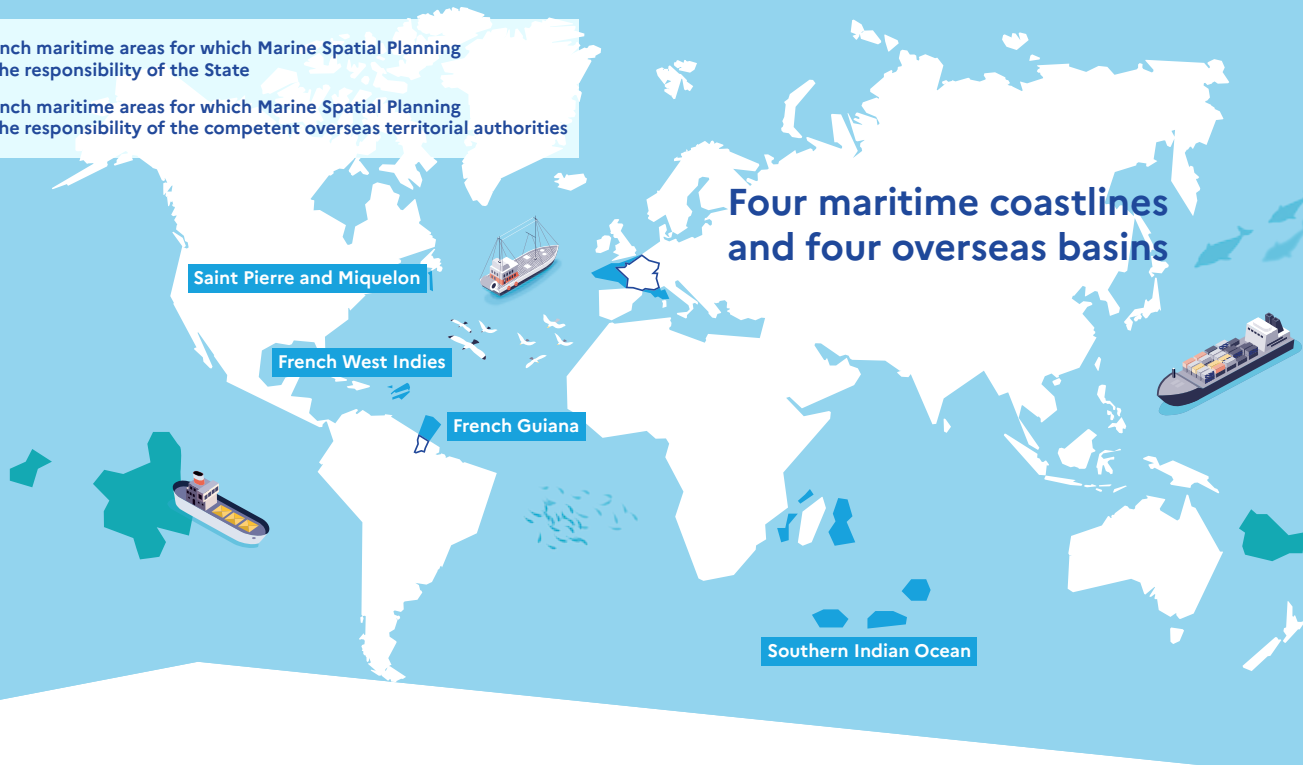 nch maritime areas for which Marine Spatial Planning
he responsibility of the State
nch maritime areas for which Marine Spatial Planning
he responsibility of the competent overseas territorial authorities
Four maritime coastlines
and four overseas basins
Saint Pierre and Miquelon
French West Indies
French Guiana
Southern Indian Ocean